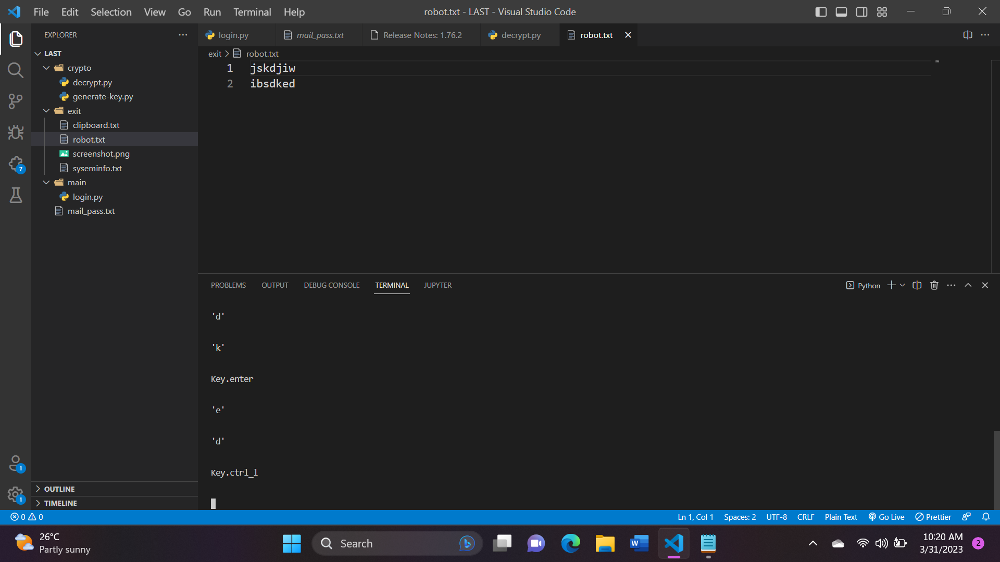 File Edit Selection View Go Run Terminal Help
robot.txt - LAST - Visual Studio Code
EXPLORER
login.py
mail_pass.txt
Release Notes: 1.76.2
decrypt.py
robot.txt
LAST
crypto
decrypt.py
generate-key.py
exit
clipboard.txt
robot.txt
screenshot.png
syseminfo.txt
main
login.py
mail_pass.txt
7
1
1
OUTLINE
TIMELINE
exit > robot.txt
1 jskdjiw
2 ibsdked
PROBLEMS OUTPUT DEBUG CONSOLE TERMINAL JUPYTER
Python
'd'
'k'
Key.enter
'e'
'd'
Key.ctrl_l
0 0
Ln 1, Col 1 Spaces: 2 UTF-8 CRLF Plain Text Go Live Prettier
26°C
Partly sunny
Search
W
10:20 AM
3/31/2023
2